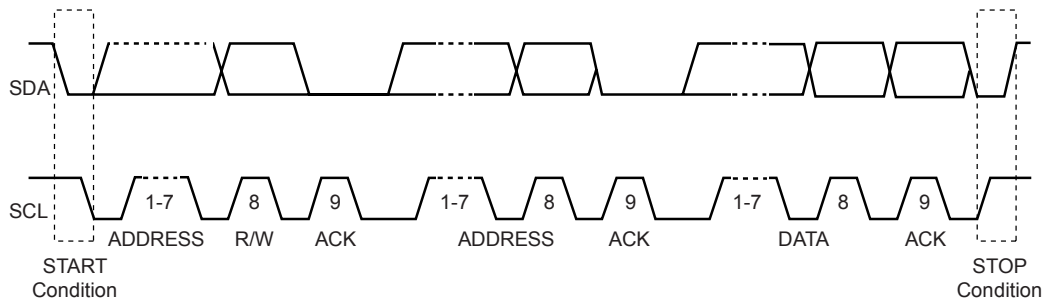 SDA
SCL
1-7 8 9 1-7 8 9 1-7 8 9
ADDRESS R/W ACK ADDRESS ACK DATA ACK
START
Condition
STOP
Condition